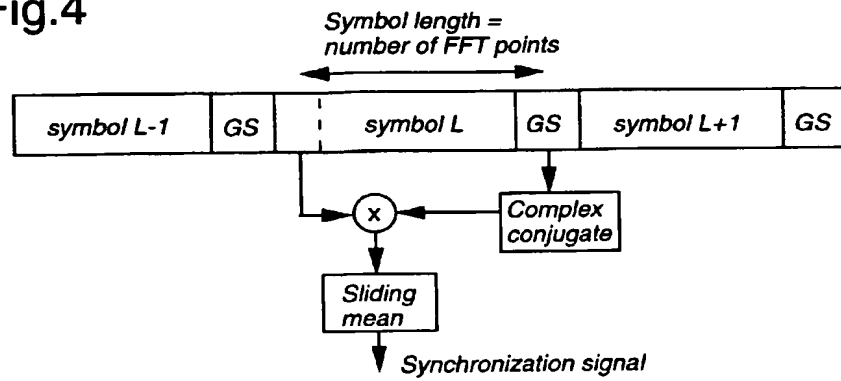 Fig.4
Symbol length =
number of FFT points
symbol L-1 GS symbol L GS symbol L+1 GS
x
Complex
conjugate
Sliding
mean
Synchronization signal